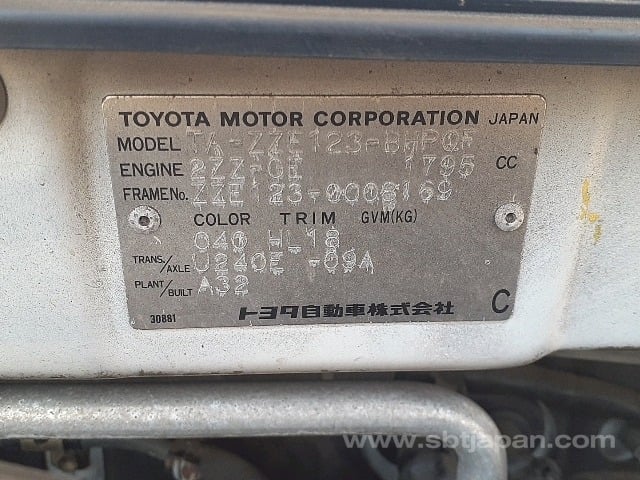 TOYOTA MOTOR CORPORATION JAPAN
MODEL TA-ZZE123-BHPQF
ENGINE 2ZZ-GE 1795 CC
FRAME No. ZZE123-0006169
COLOR TRIM GVM(KG)
040 HL18
TRANS./AXLE U240E -09A
PLANT/BUILT A32
30881 トヨタ自動車株式会社 C
www.sbtjapan.com